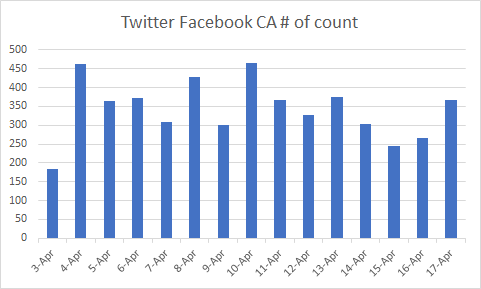 Twitter Facebook CA # of count
500
450
400
350
300
250
200
150
100
50
0
3-Apr
4-Apr
5-Apr
6-Apr
7-Apr
8-Apr
9-Apr
10-Apr
11-Apr
12-Apr
13-Apr
14-Apr
15-Apr
16-Apr
17-Apr